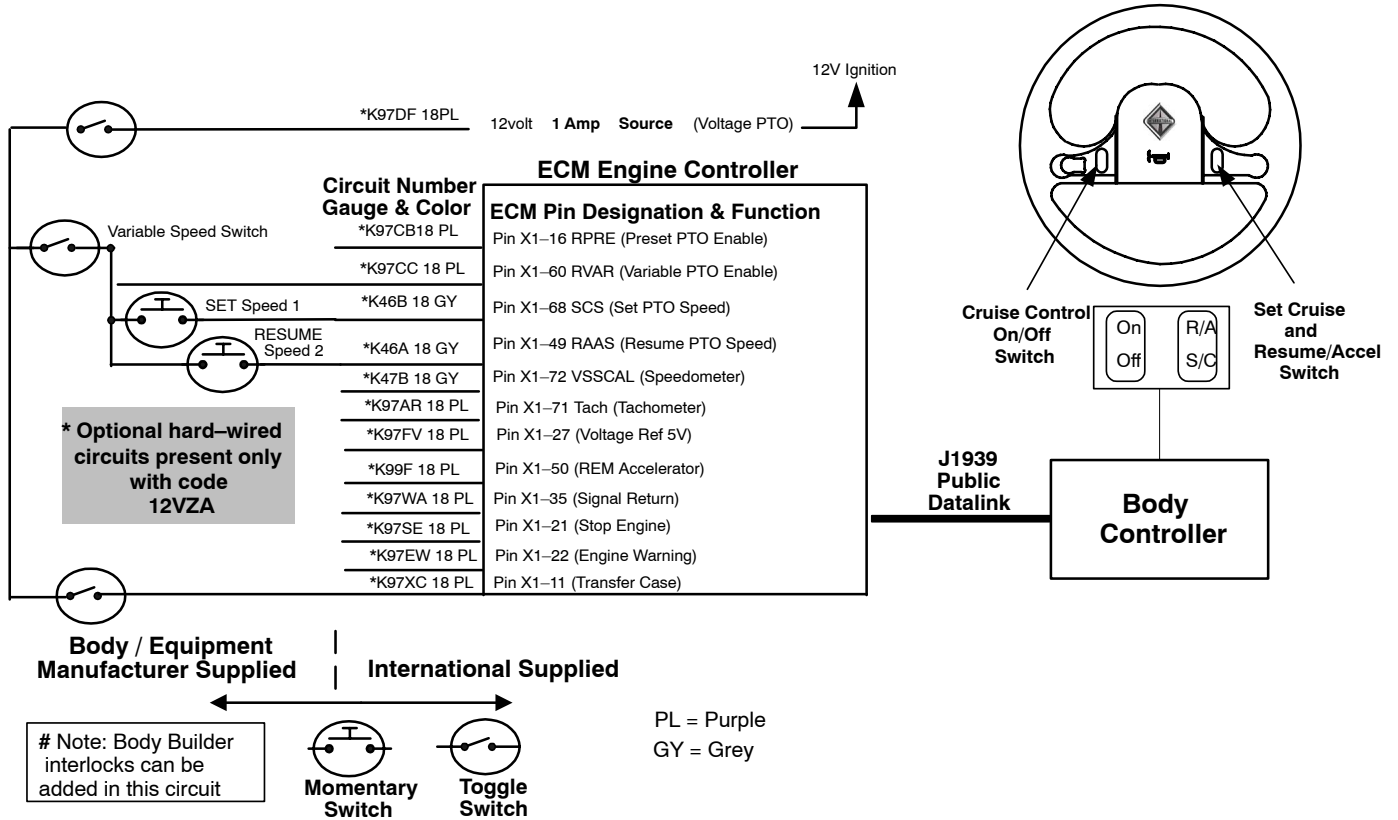 12V Ignition
*K97DF 18PL
12volt 1 Amp Source (Voltage PTO)
ECM Engine Controller
Circuit Number
Gauge & Color
ECM Pin Designation & Function
*K97CB18 PL
Pin X1–16 RPRE (Preset PTO Enable)
Variable Speed Switch
*K97CC 18 PL
Pin X1–60 RVAR (Variable PTO Enable)
SET Speed 1
*K46B 18 GY
Pin X1–68 SCS (Set PTO Speed)
RESUME
Speed 2
*K46A 18 GY
Pin X1–49 RAAS (Resume PTO Speed)
*K47B 18 GY
Pin X1–72 VSSCAL (Speedometer)
*K97AR 18 PL
Pin X1–71 Tach (Tachometer)
*K97FV 18 PL
Pin X1–27 (Voltage Ref 5V)
*K99F 18 PL
Pin X1–50 (REM Accelerator)
*K97WA 18 PL
Pin X1–35 (Signal Return)
*K97SE 18 PL
Pin X1–21 (Stop Engine)
*K97EW 18 PL
Pin X1–22 (Engine Warning)
*K97XC 18 PL
Pin X1–11 (Transfer Case)
* Optional hard–wired
circuits present only
with code
12VZA
Cruise Control
On/Off
Switch
On
Off
R/A
S/C
Set Cruise
and
Resume/Accel
Switch
J1939
Public
Datalink
Body
Controller
Body / Equipment
Manufacturer Supplied
International Supplied
# Note: Body Builder
interlocks can be
added in this circuit
Momentary
Switch
Toggle
Switch
PL = Purple
GY = Grey